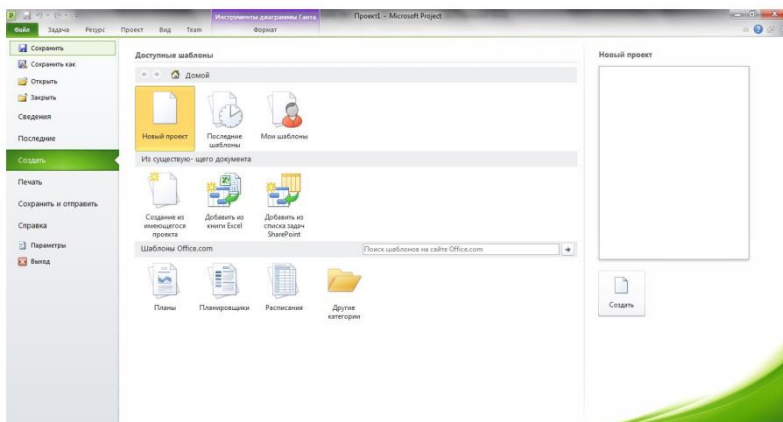 Инструменты диаграммы Ганта
Проект1 - Microsoft Project
Файл Задача Ресурс Проект Вид Team Формат
Сохранить
Сохранить как
Открыть
Закрыть
Сведения
Последние
Создать
Печать
Сохранить и отправить
Справка
Параметры
Выход
Доступные шаблоны
Домой
Новый проект
Последние шаблоны
Мои шаблоны
Из существую- щего документа
Создание из имеющегося проекта
Добавить из книги Excel
Добавить из списка задач SharePoint
Шаблоны Office.com
Поиск шаблонов на сайте Office.com
Планы
Планировщики
Расписания
Другие категории
Новый проект
Создать